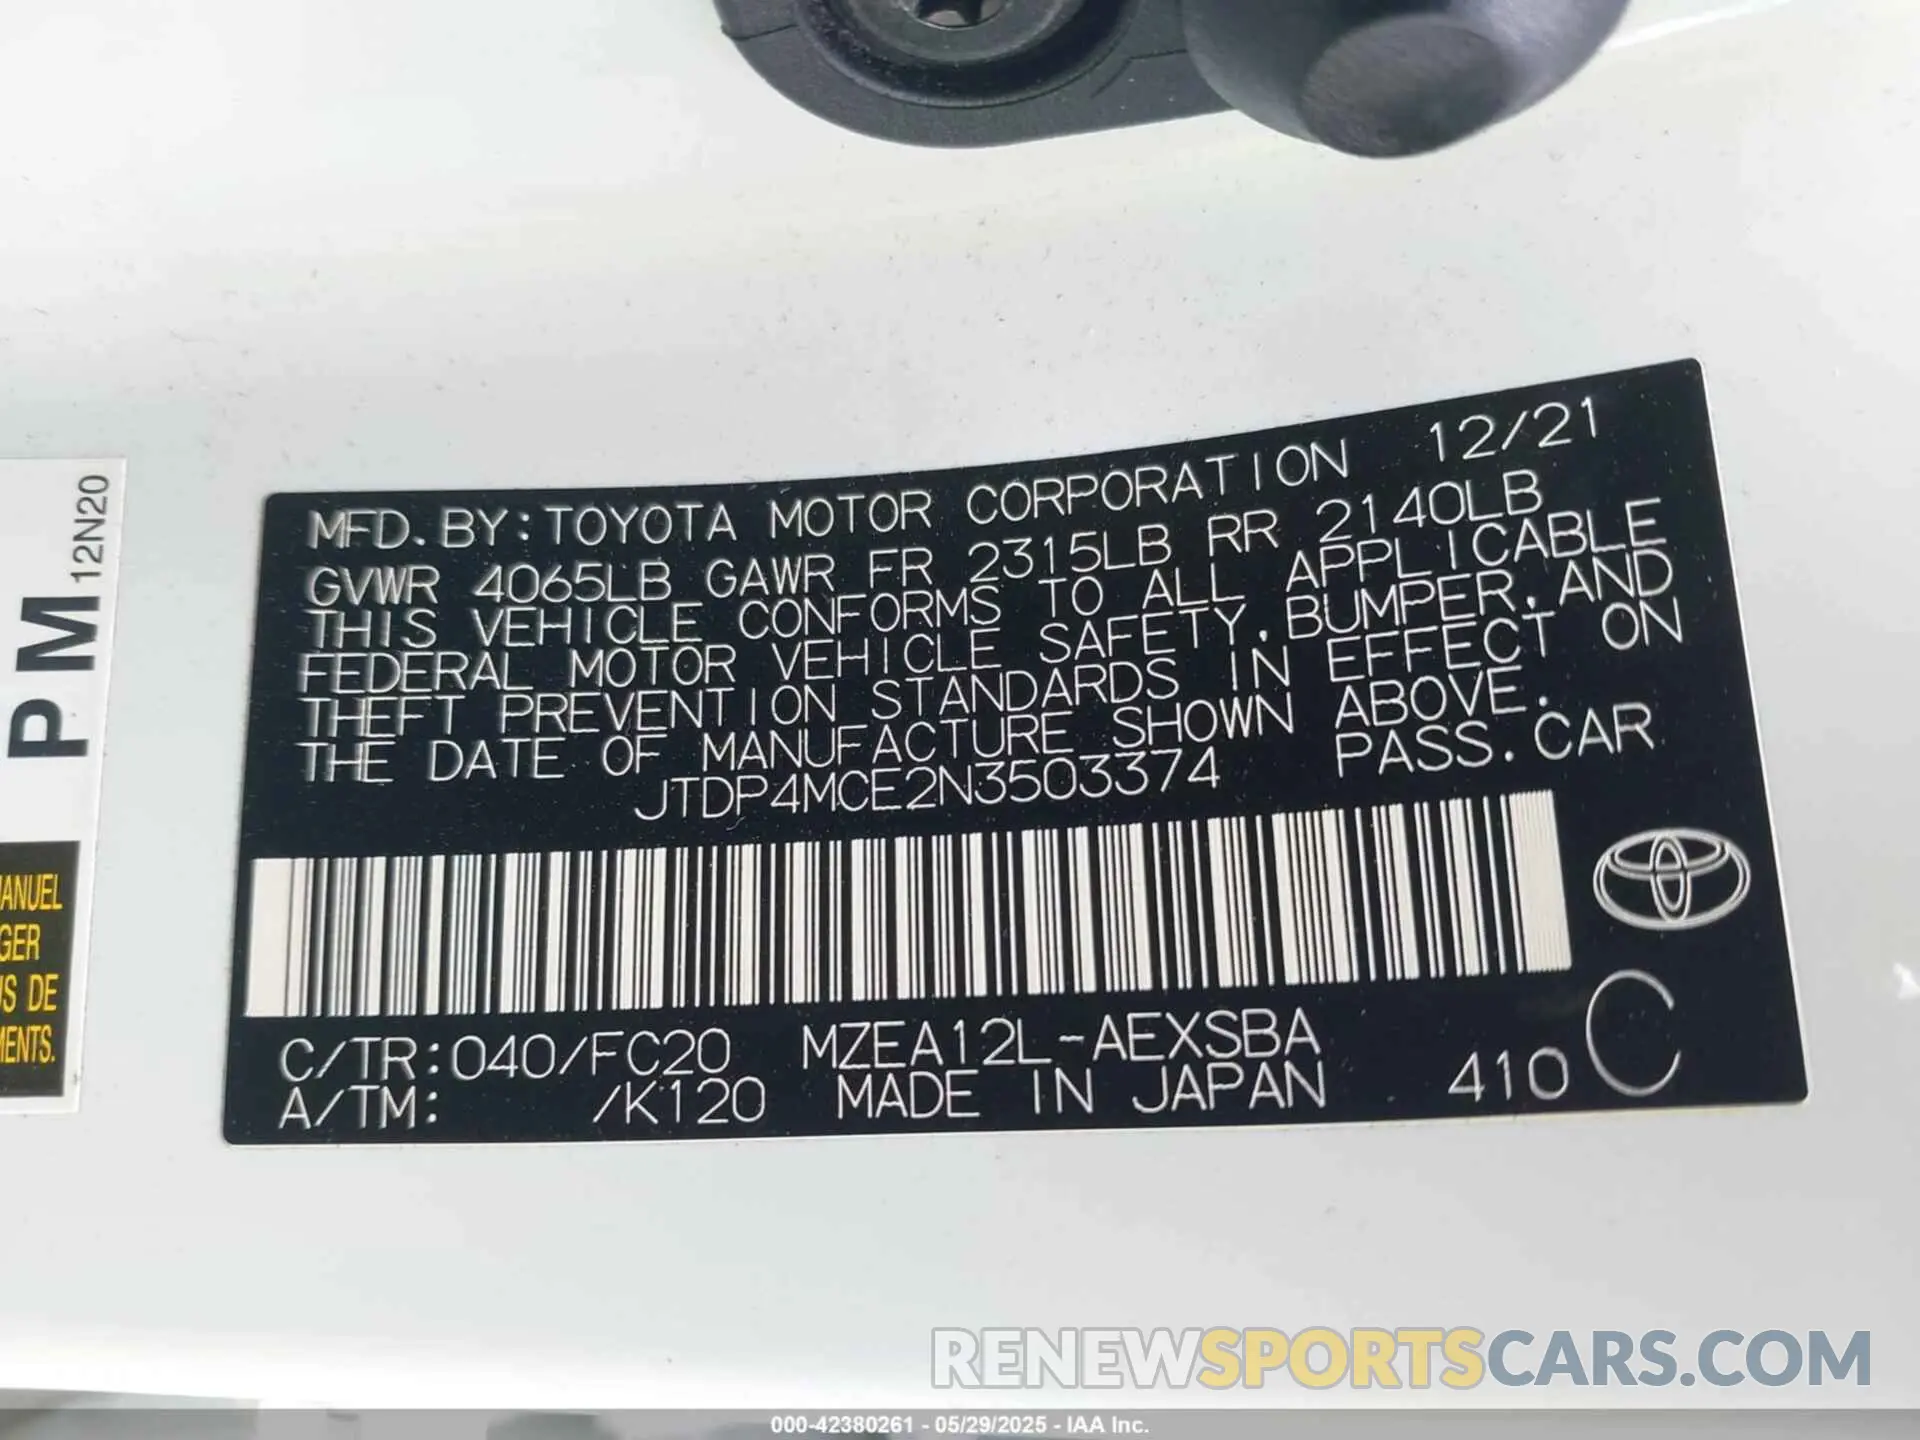 MFD.BY:TOYOTA MOTOR CORPORATION 12/21
GVWR 4065LB GAWR FR 2315LB RR 2140LB
THIS VEHICLE CONFORMS TO ALL APPLICABLE
FEDERAL MOTOR VEHICLE SAFETY,BUMPER,AND
THEFT PREVENTION STANDARDS IN EFFECT ON
THE DATE OF MANUFACTURE SHOWN ABOVE.
JTDP4MCE2N3503374 PASS.CAR
C/TR:040/FC20 MZEA12L-AEXSBA
A/TM: /K120 MADE IN JAPAN 410 C
PM 12N20
MANUEL
GER
US DE
MENTS.
RENEWSPORTSCARS.COM
000-42380261 - 05/29/2025 - IAA Inc.